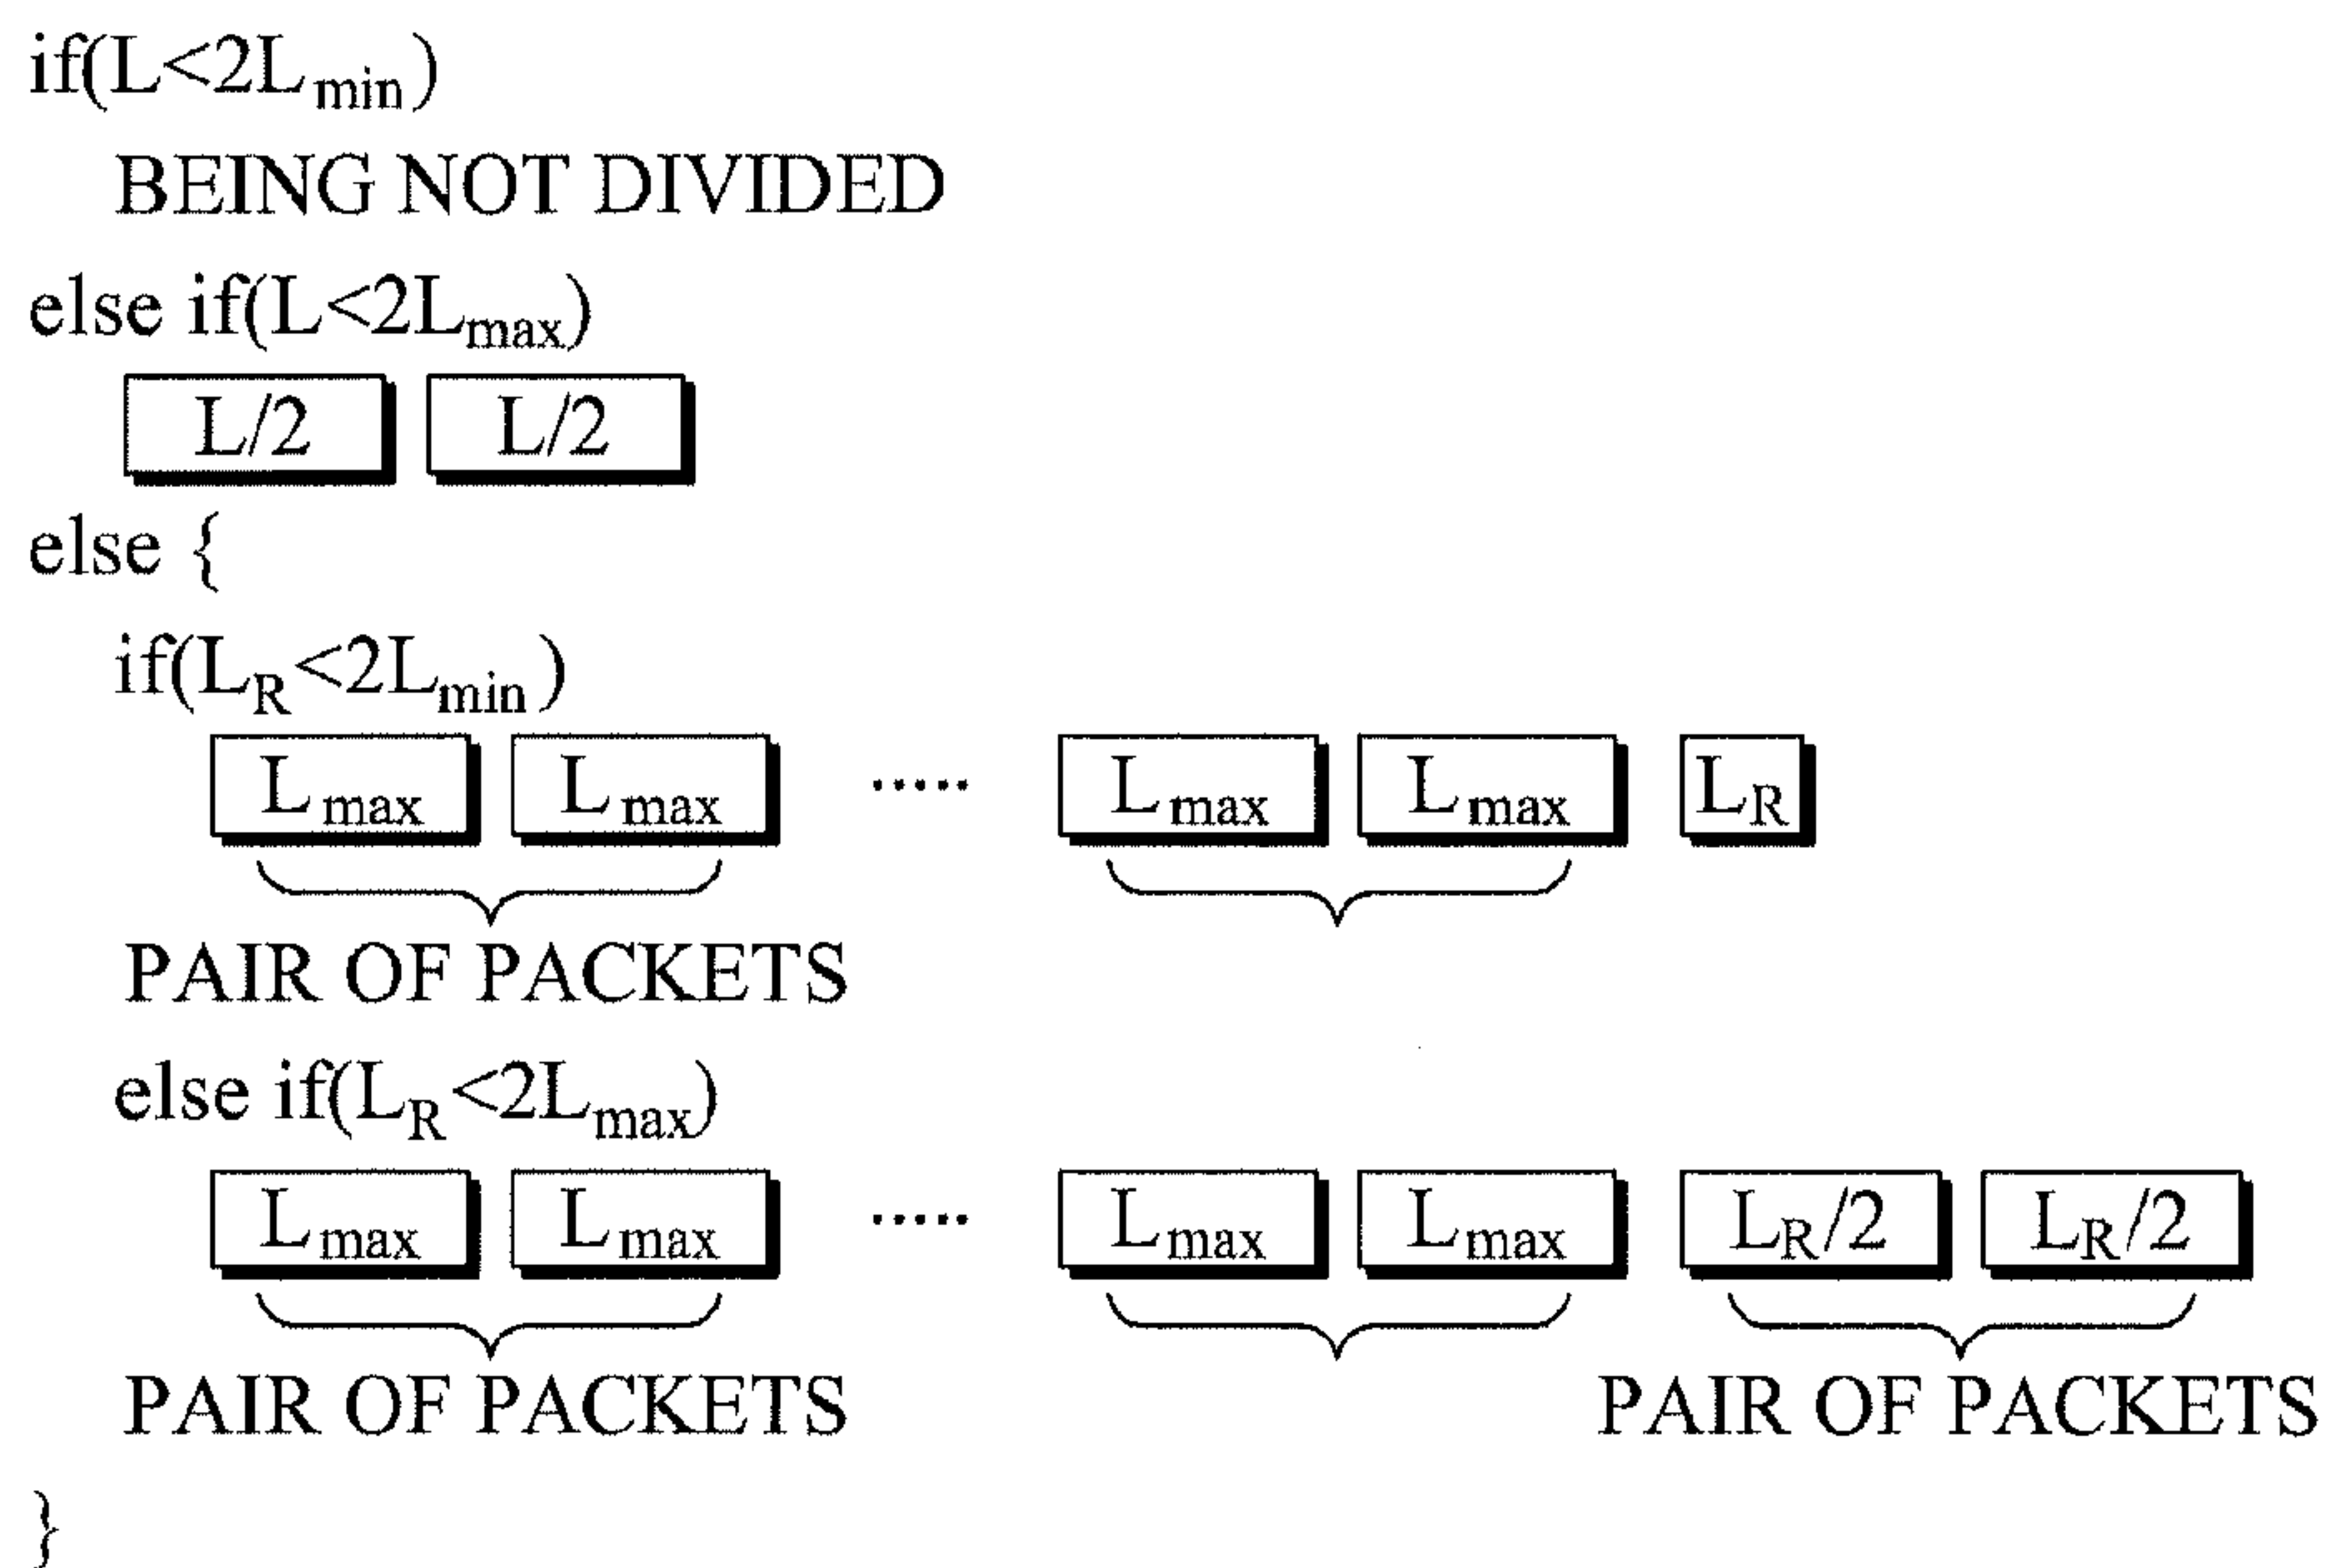 if(L<2Lmin)
BEING NOT DIVIDED
else if(L<2Lmax)
L/2 L/2
else {
if(LR<2Lmin)
Lmax Lmax ····· Lmax Lmax LR
PAIR OF PACKETS
else if(LR<2Lmax)
Lmax Lmax ····· Lmax Lmax LR/2 LR/2
PAIR OF PACKETS PAIR OF PACKETS
}